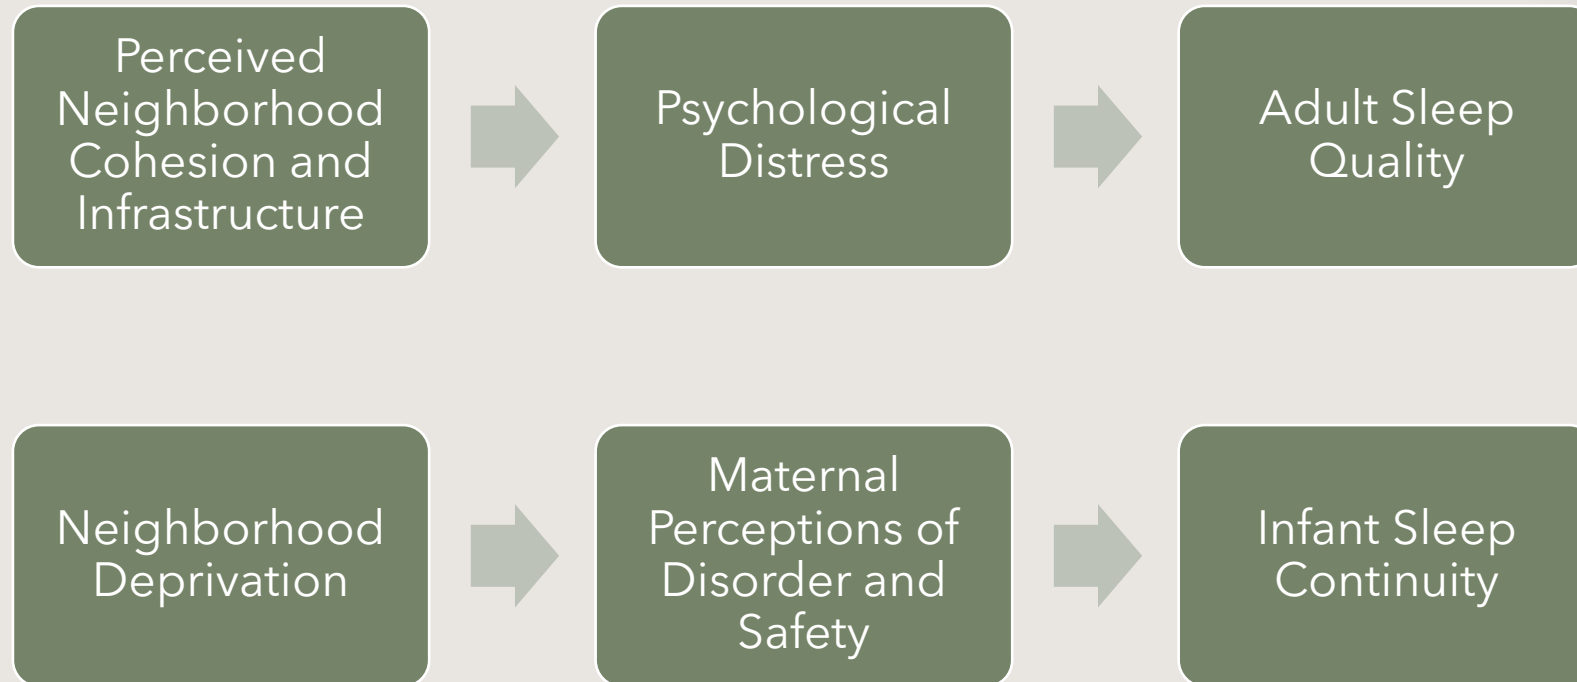 Perceived
Neighborhood
Cohesion and
Infrastructure
Psychological
Distress
Adult Sleep
Quality
Neighborhood
Deprivation
Maternal
Perceptions of
Disorder and
Safety
Infant Sleep
Continuity